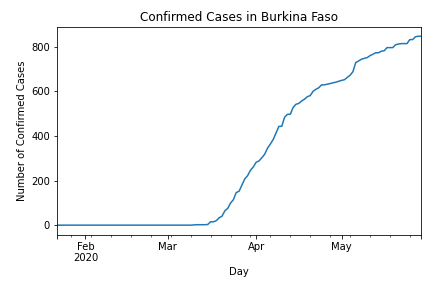 Confirmed Cases in Burkina Faso
Number of Confirmed Cases
800
600
400
200
0
Feb
2020
Mar
Apr
May
Day